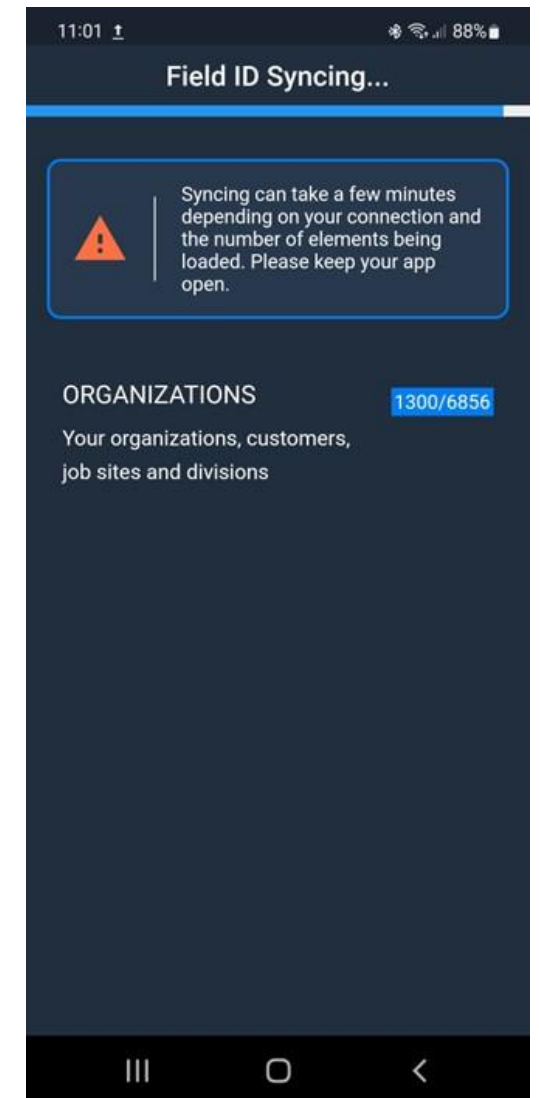 11:01 88%
Field ID Syncing...
Syncing can take a few minutes
depending on your connection and
the number of elements being
loaded. Please keep your app
open.
ORGANIZATIONS 1300/6856
Your organizations, customers,
job sites and divisions